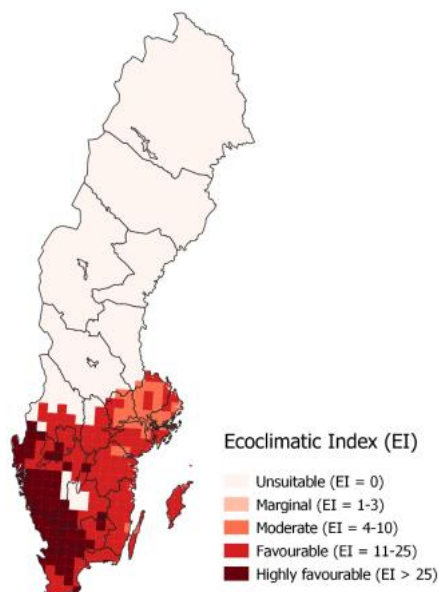 Ecoclimatic Index (EI)
Unsuitable (EI = 0)
Marginal (EI = 1-3)
Moderate (EI = 4-10)
Favourable (EI = 11-25)
Highly favourable (EI > 25)